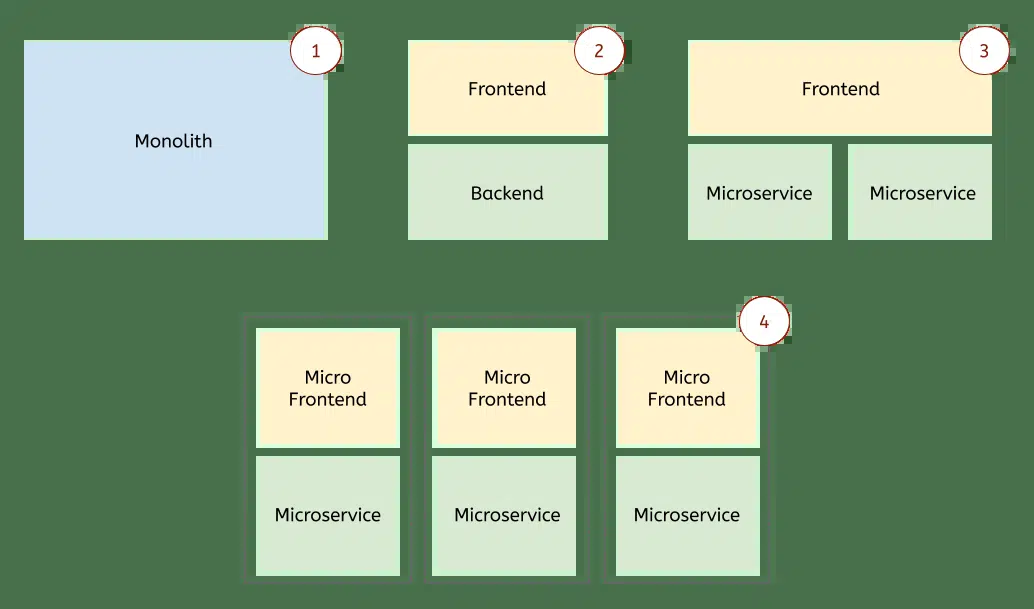 1
Monolith
2
Frontend
Backend
3
Frontend
Microservice
Microservice
4
Micro
Frontend
Micro
Frontend
Micro
Frontend
Microservice
Microservice
Microservice